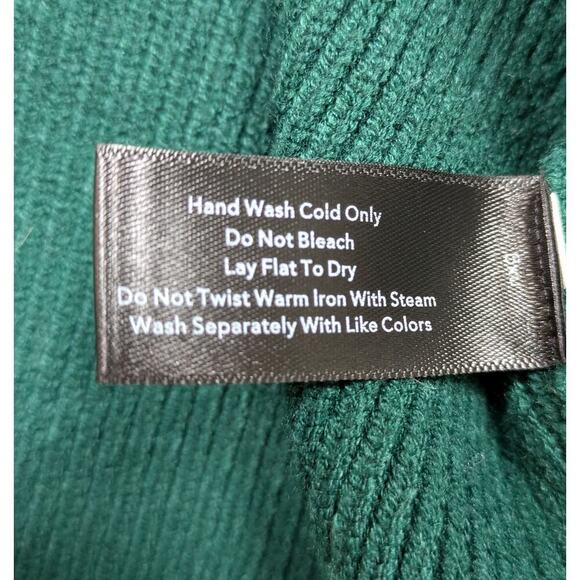 Hand Wash Cold Only
Do Not Bleach
Lay Flat To Dry
Do Not Twist Warm Iron With Steam
Wash Separately With Like Colors